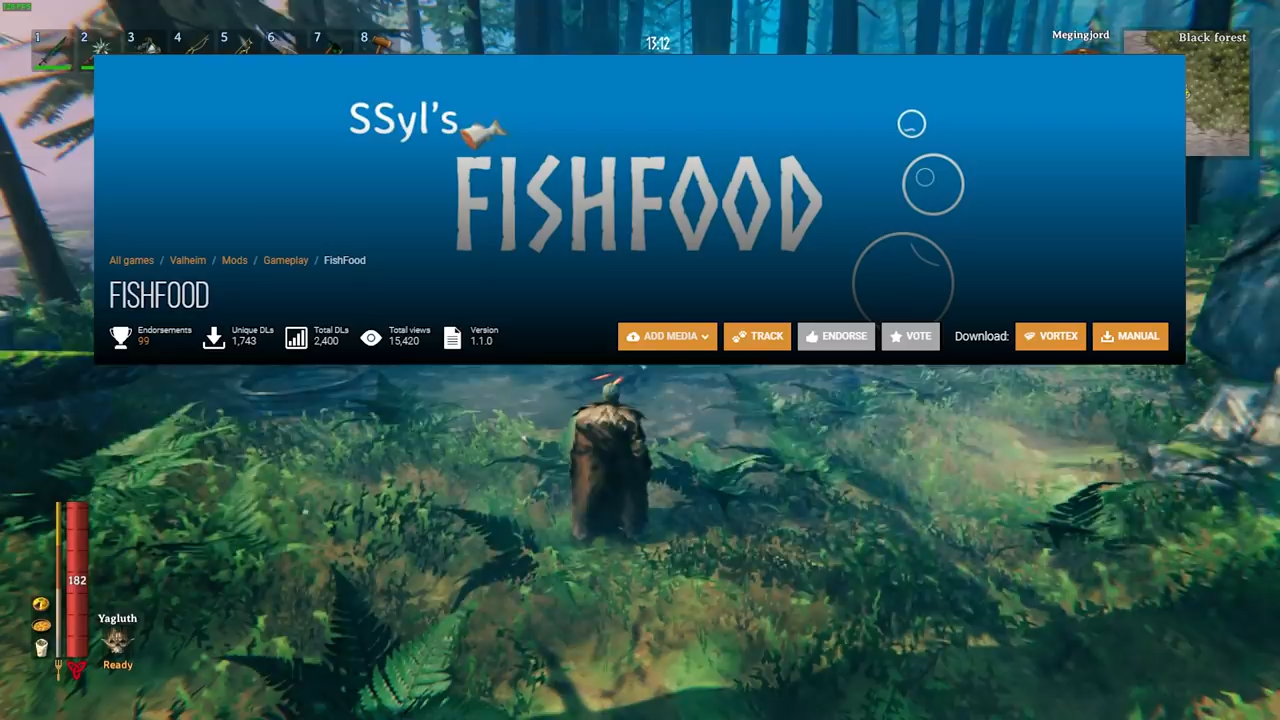 1 2 3 4 5 6 7 8
13:12
Megingjord
Black forest
SSyl's
FISHFOOD
All games / Valheim / Mods / Gameplay / FishFood
FISHFOOD
Endorsements
99
Unique DLs
1,743
Total DLs
2,400
Total views
15,420
Version
1.1.0
ADD MEDIA
TRACK
ENDORSE
VOTE
Download:
VORTEX
MANUAL
182
Yagluth
Ready